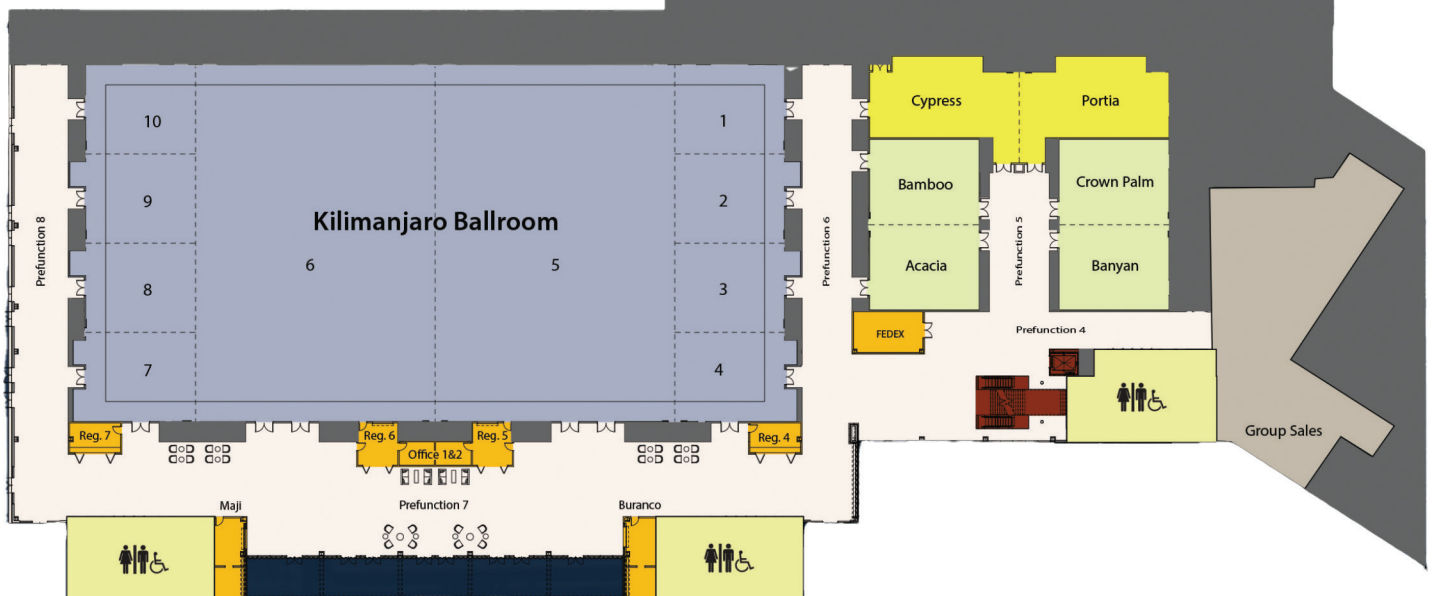 Cypress
Portia
10
1
Bamboo
Crown Palm
9
2
Kilimanjaro Ballroom
Prefunction 8
Prefunction 6
Prefunction 5
6
5
Acacia
Banyan
8
3
FEDEX
Prefunction 4
7
4
Reg. 7
Reg. 6
Reg. 5
Reg. 4
Office 1&2
Group Sales
Maji
Prefunction 7
Buranco